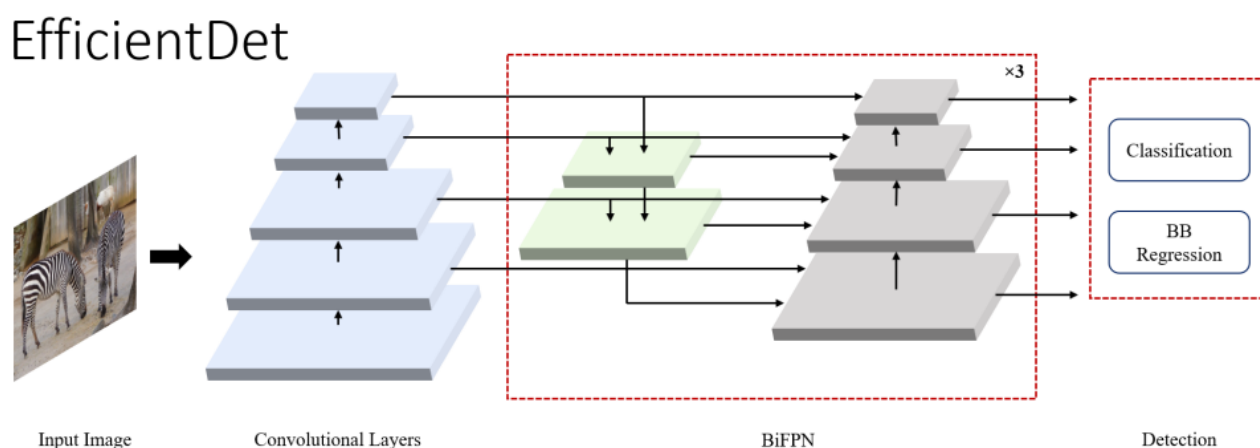 EfficientDet
×3
Classification
BB
Regression
Input Image
Convolutional Layers
BiFPN
Detection